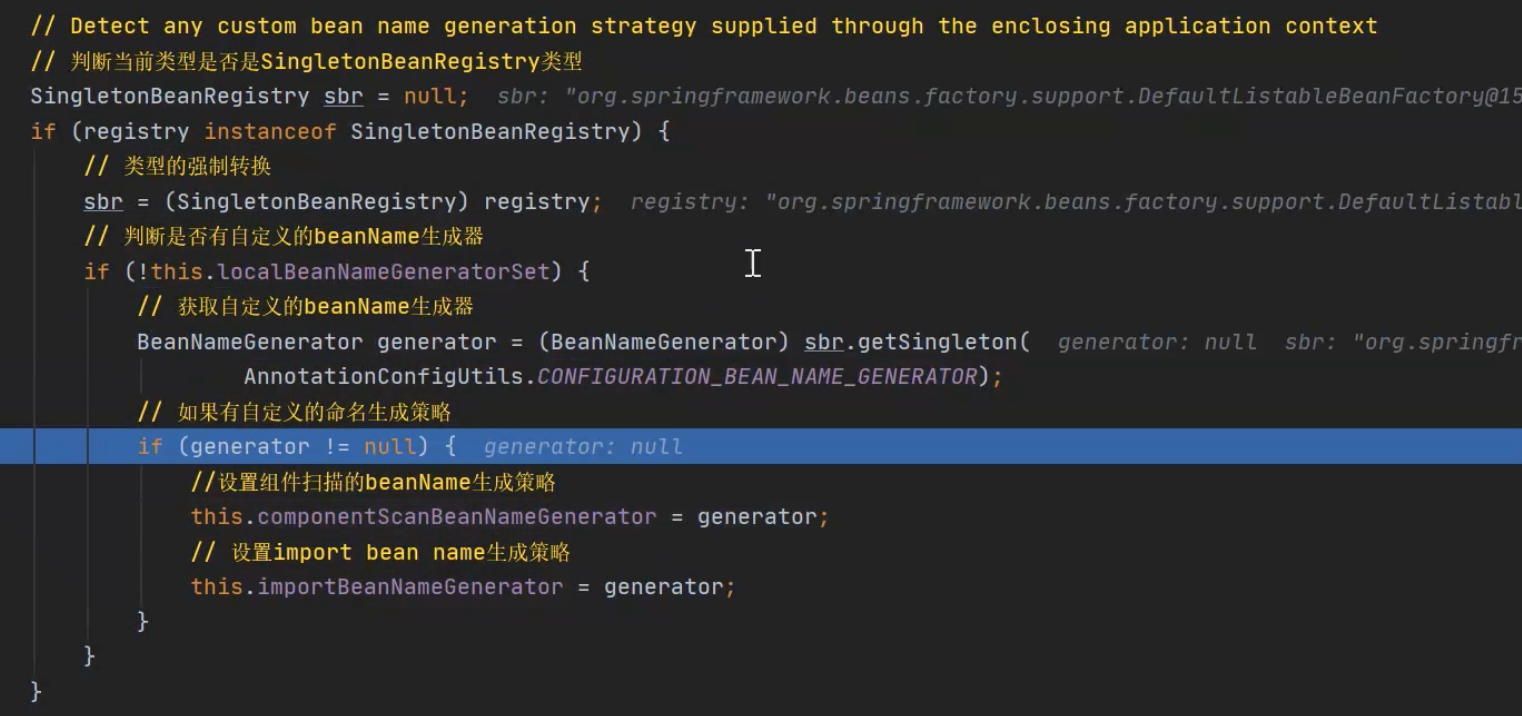 // Detect any custom bean name generation strategy supplied through the enclosing application context
// 判断当前类型是否是SingletonBeanRegistry类型
SingletonBeanRegistry sbr = null;  sbr: "org.springframework.beans.factory.support.DefaultListableBeanFactory@15
if (registry instanceof SingletonBeanRegistry) {
// 类型的强制转换
sbr = (SingletonBeanRegistry) registry;  registry: "org.springframework.beans.factory.support.DefaultListabl
// 判断是否有自定义的beanName生成器
if (!this.localBeanNameGeneratorSet) {
// 获取自定义的beanName生成器
BeanNameGenerator generator = (BeanNameGenerator) sbr.getSingleton(  generator: null  sbr: "org.springfr
AnnotationConfigUtils.CONFIGURATION_BEAN_NAME_GENERATOR);
// 如果有自定义的命名生成策略
if (generator != null) {  generator: null
//设置组件扫描的beanName生成策略
this.componentScanBeanNameGenerator = generator;
// 设置import bean name生成策略
this.importBeanNameGenerator = generator;
}
}
}